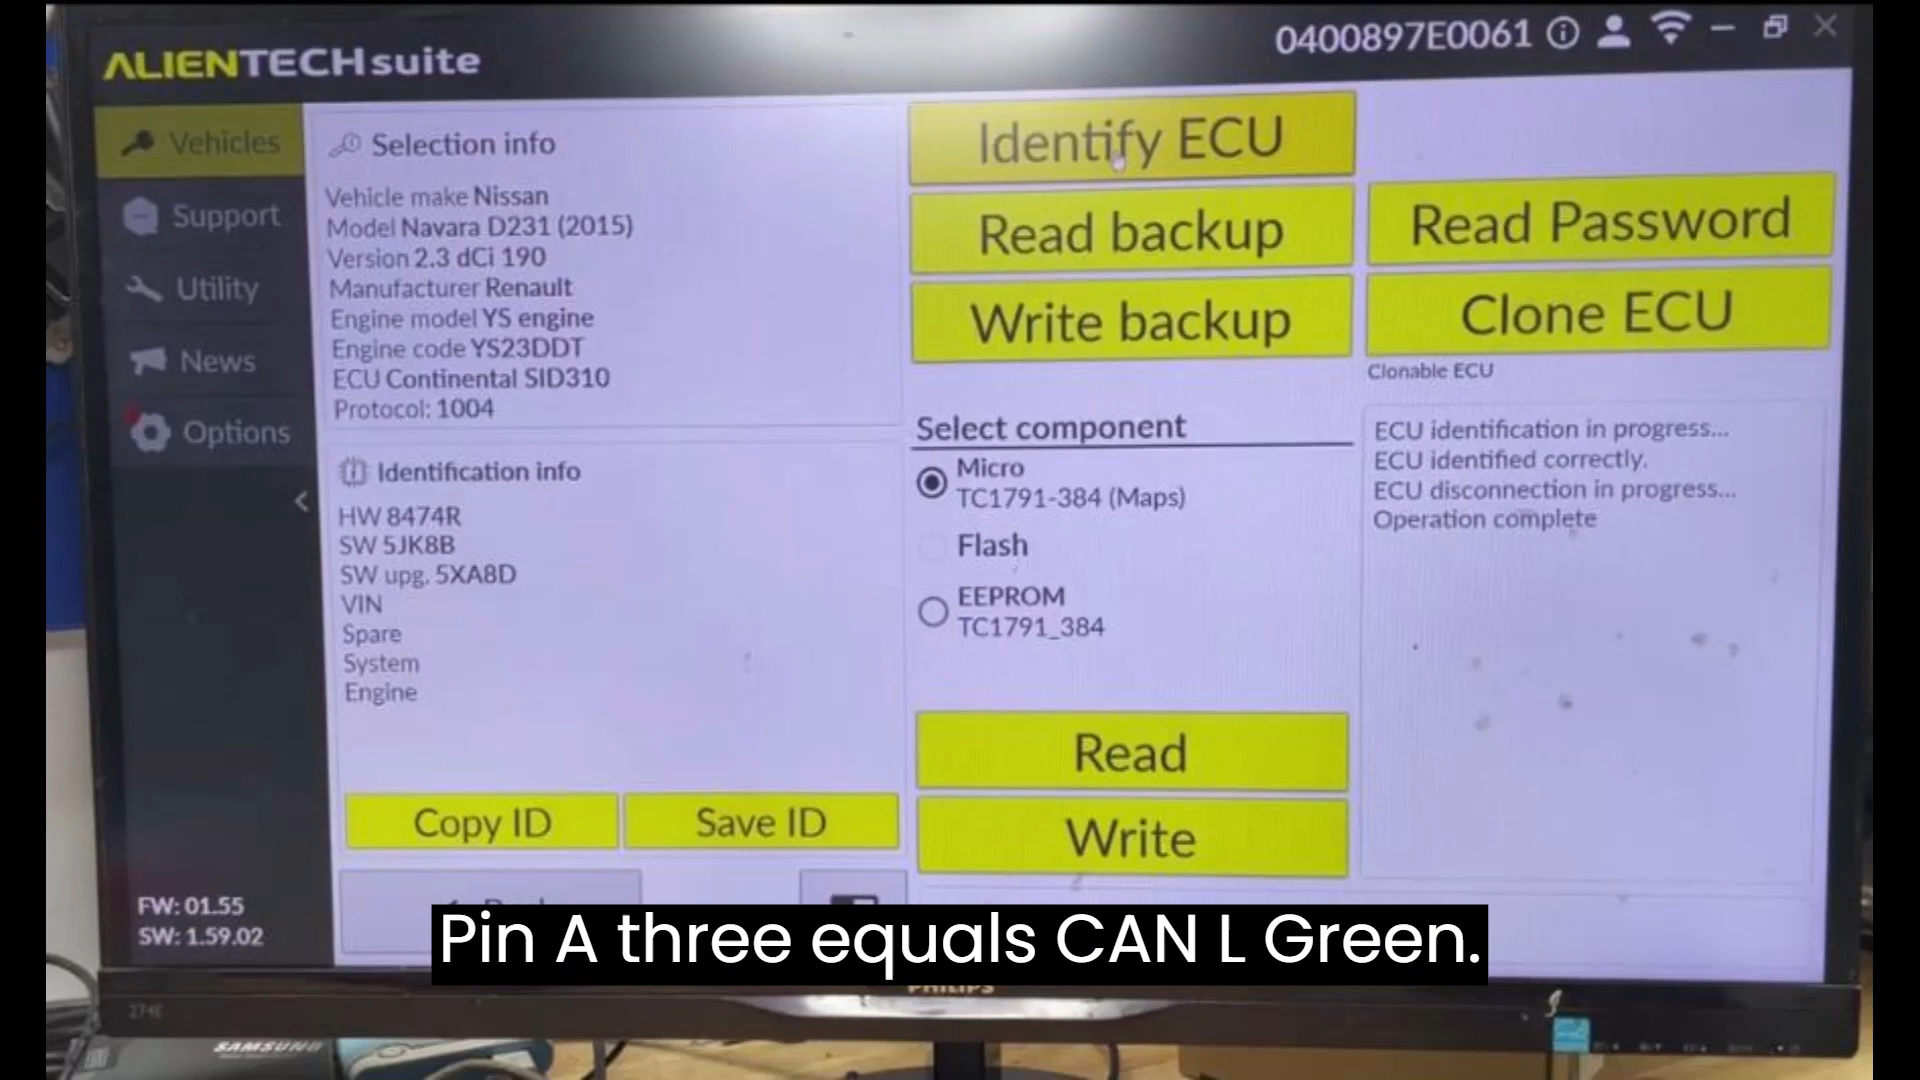 ALIENTECH suite
0400897E0061
Vehicles
Support
Utility
News
Options
FW: 01.55
SW: 1.59.02
Selection info
Vehicle make Nissan
Model Navara D231 (2015)
Version 2.3 dCi 190
Manufacturer Renault
Engine model YS engine
Engine code YS23DDT
ECU Continental SID310
Protocol: 1004
Identification info
HW 8474R
SW 5JK8B
SW upg. 5XA8D
VIN
Spare
System
Engine
Copy ID
Save ID
Identify ECU
Read backup
Write backup
Read Password
Clone ECU
Clonable ECU
Select component
Micro
TC1791-384 (Maps)
Flash
EEPROM
TC1791_384
Read
Write
ECU identification in progress...
ECU identified correctly.
ECU disconnection in progress...
Operation complete
Pin A three equals CAN L Green.
PHILIPS
SAMSUNG